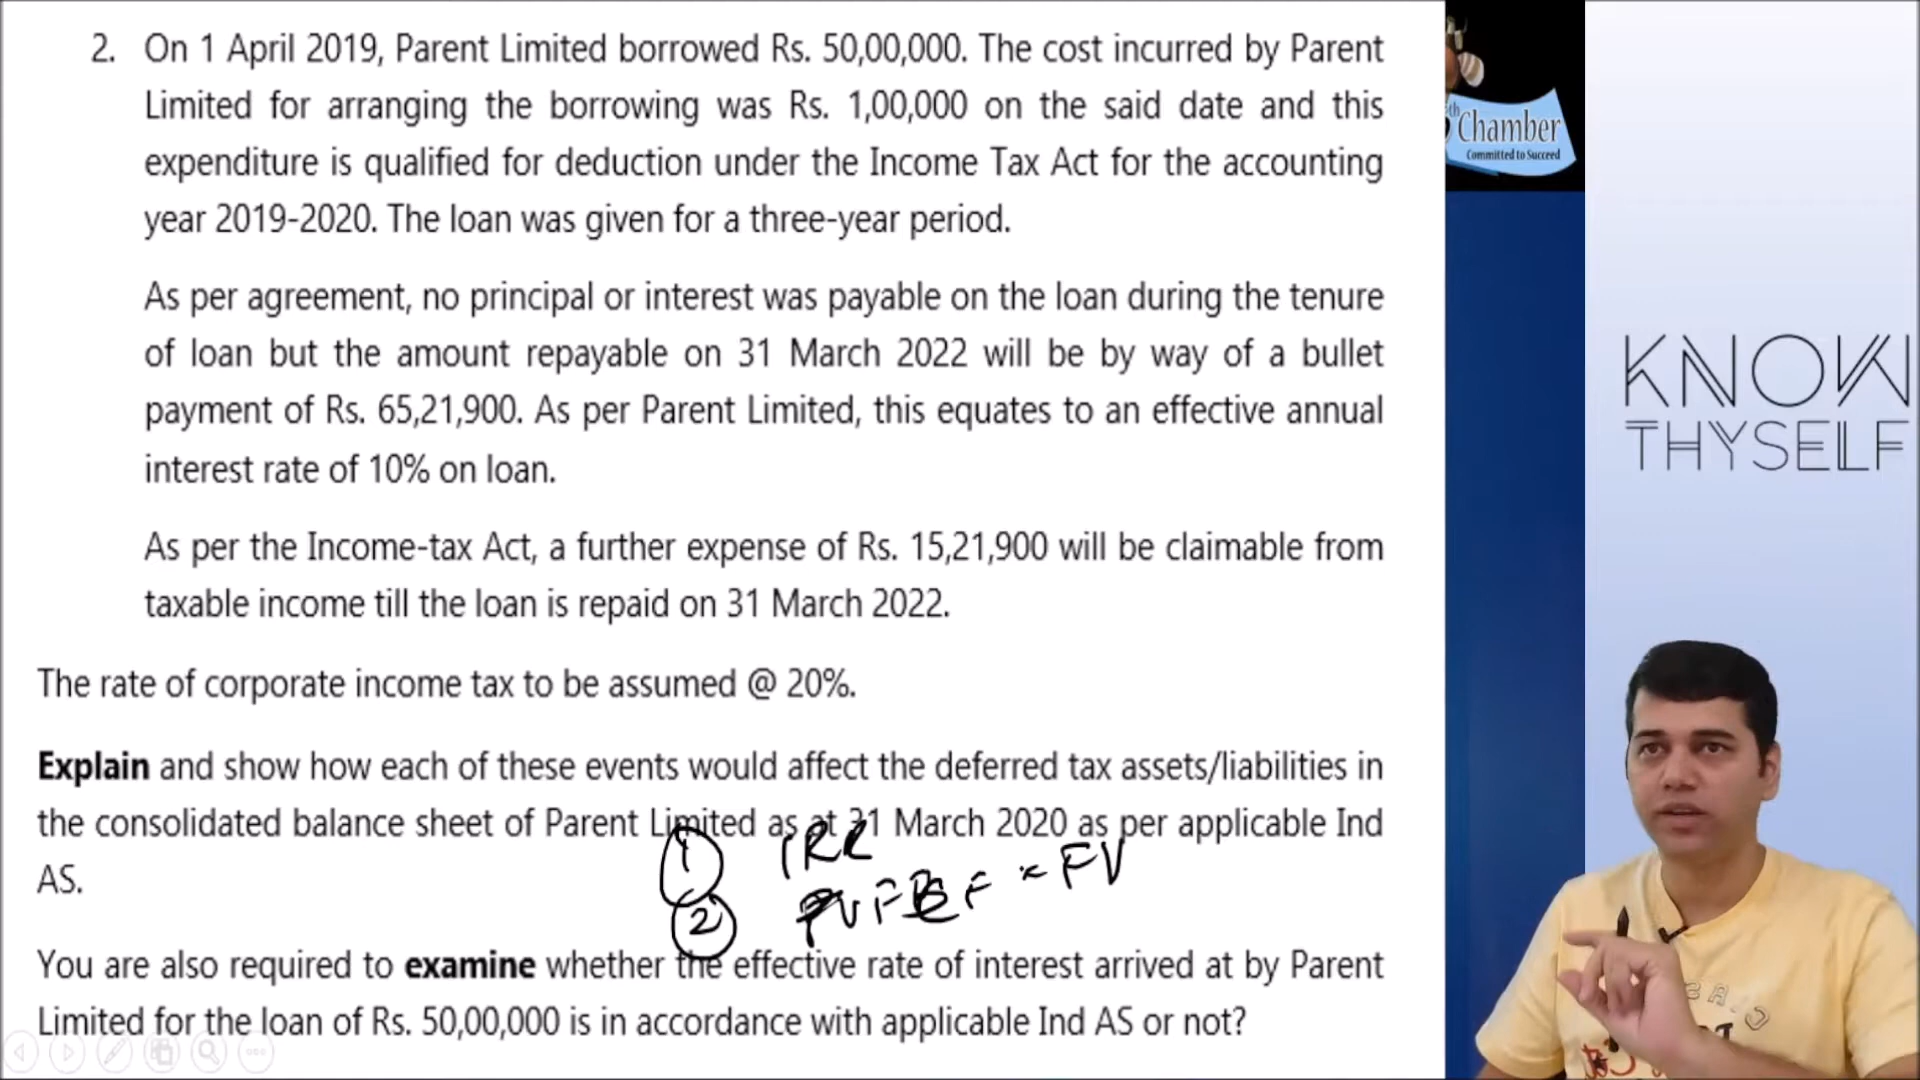 2. On 1 April 2019, Parent Limited borrowed Rs. 50,00,000. The cost incurred by Parent
Limited for arranging the borrowing was Rs. 1,00,000 on the said date and this
expenditure is qualified for deduction under the Income Tax Act for the accounting
year 2019-2020. The loan was given for a three-year period.
As per agreement, no principal or interest was payable on the loan during the tenure
of loan but the amount repayable on 31 March 2022 will be by way of a bullet
payment of Rs. 65,21,900. As per Parent Limited, this equates to an effective annual
interest rate of 10% on loan.
As per the Income-tax Act, a further expense of Rs. 15,21,900 will be claimable from
taxable income till the loan is repaid on 31 March 2022.
The rate of corporate income tax to be assumed @ 20%.
Explain and show how each of these events would affect the deferred tax assets/liabilities in
the consolidated balance sheet of Parent Limited as at 31 March 2020 as per applicable Ind
AS.
1 IRR
2 × FV
You are also required to examine whether the effective rate of interest arrived at by Parent
Limited for the loan of Rs. 50,00,000 is in accordance with applicable Ind AS or not?
th
Chamber
Committed to Succeed
KNOW
THYSELF